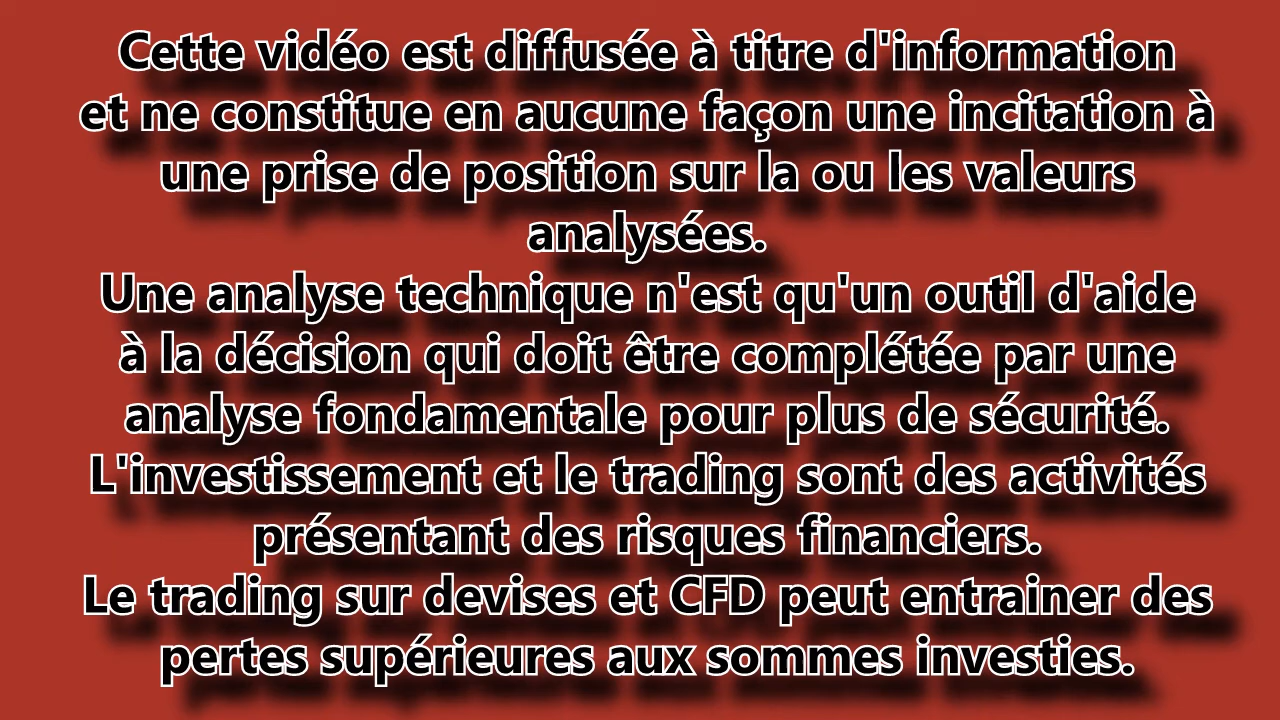 Cette vidéo est diffusée à titre d'information
et ne constitue en aucune façon une incitation à
une prise de position sur la ou les valeurs
analysées.
Une analyse technique n'est qu'un outil d'aide
à la décision qui doit être complétée par une
analyse fondamentale pour plus de sécurité.
L'investissement et le trading sont des activités
présentant des risques financiers.
Le trading sur devises et CFD peut entrainer des
pertes supérieures aux sommes investies.